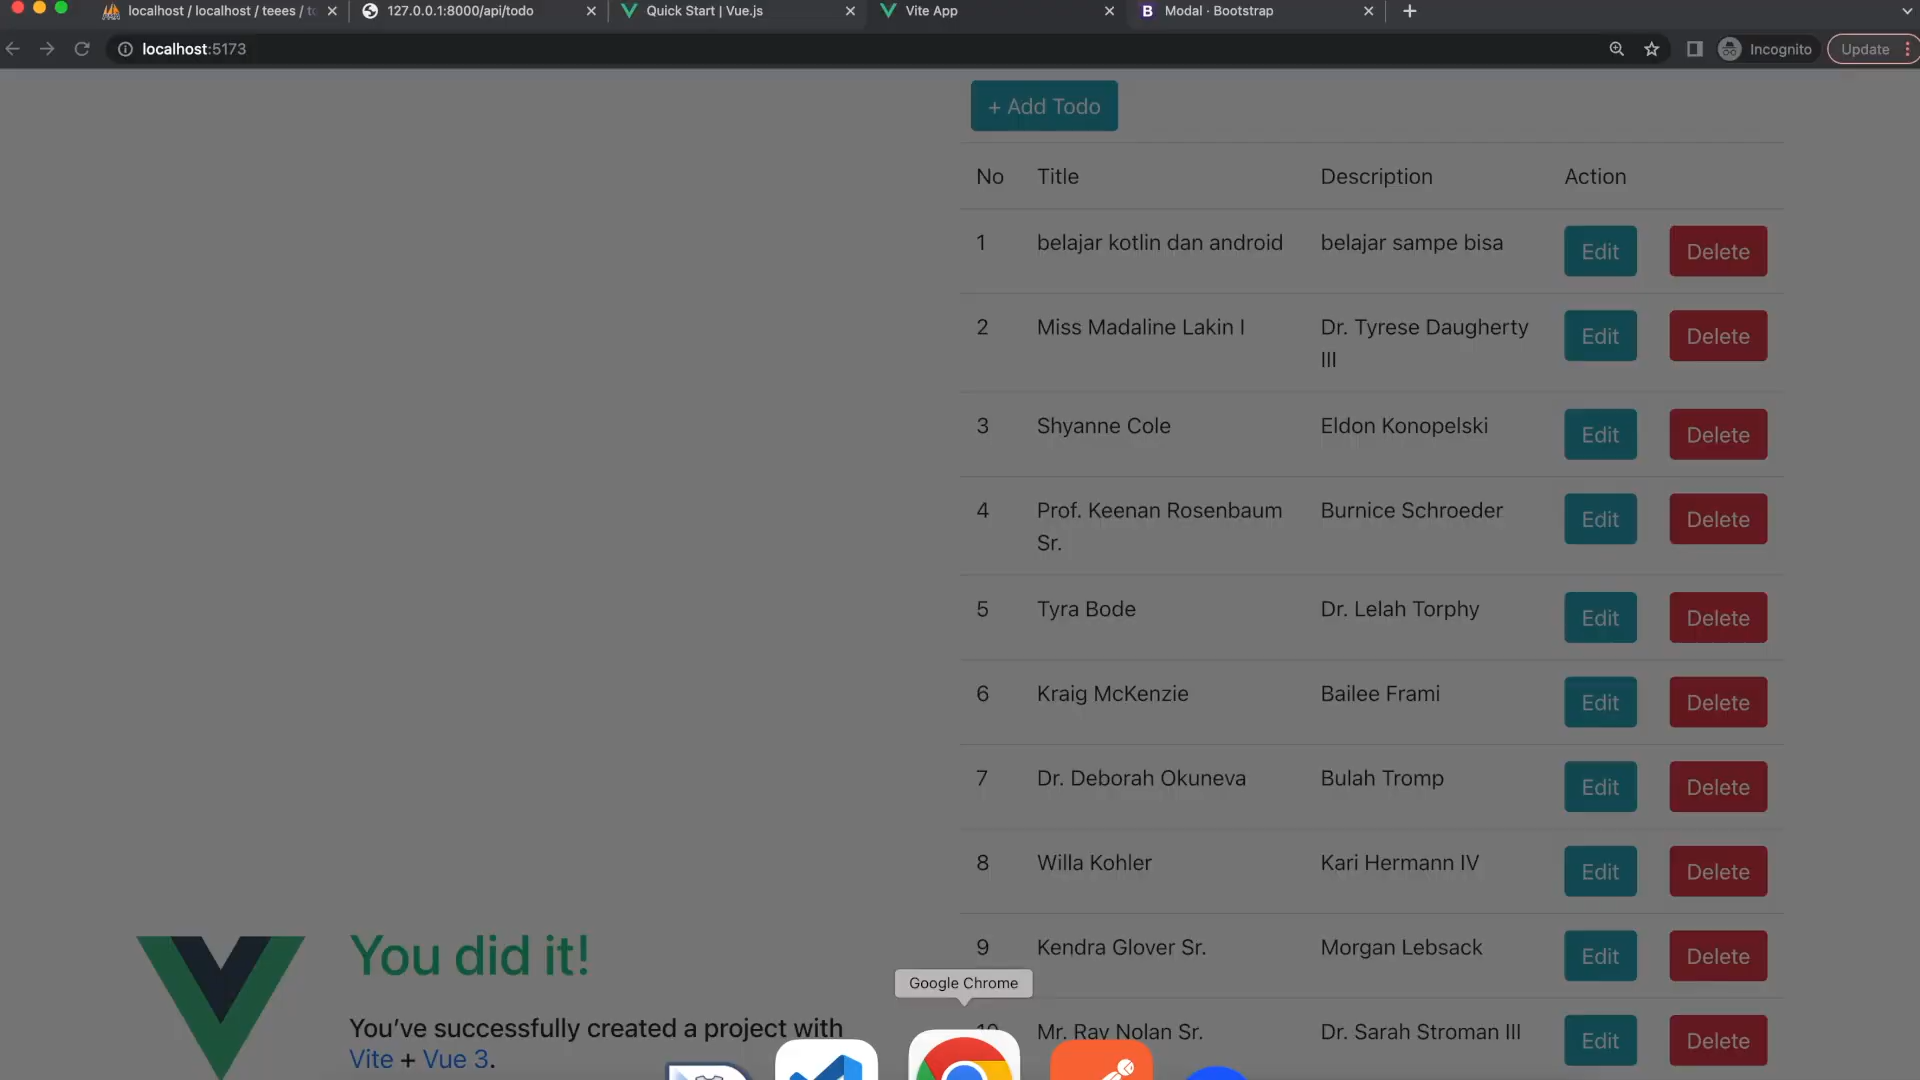 localhost / localhost / teees / to
127.0.0.1:8000/api/todo
Quick Start | Vue.js
Vite App
B Modal · Bootstrap
localhost:5173
Incognito
Update
+ Add Todo
No Title Description Action
1 belajar kotlin dan android belajar sampe bisa Edit Delete
2 Miss Madaline Lakin I Dr. Tyrese Daugherty Edit Delete
III
3 Shyanne Cole Eldon Konopelski Edit Delete
4 Prof. Keenan Rosenbaum Burnice Schroeder Edit Delete
Sr.
5 Tyra Bode Dr. Lelah Torphy Edit Delete
6 Kraig McKenzie Bailee Frami Edit Delete
7 Dr. Deborah Okuneva Bulah Tromp Edit Delete
8 Willa Kohler Kari Hermann IV Edit Delete
9 Kendra Glover Sr. Morgan Lebsack Edit Delete
10 Mr. Ray Nolan Sr. Dr. Sarah Stroman III Edit Delete
You did it!
You’ve successfully created a project with
Vite + Vue 3.
Google Chrome